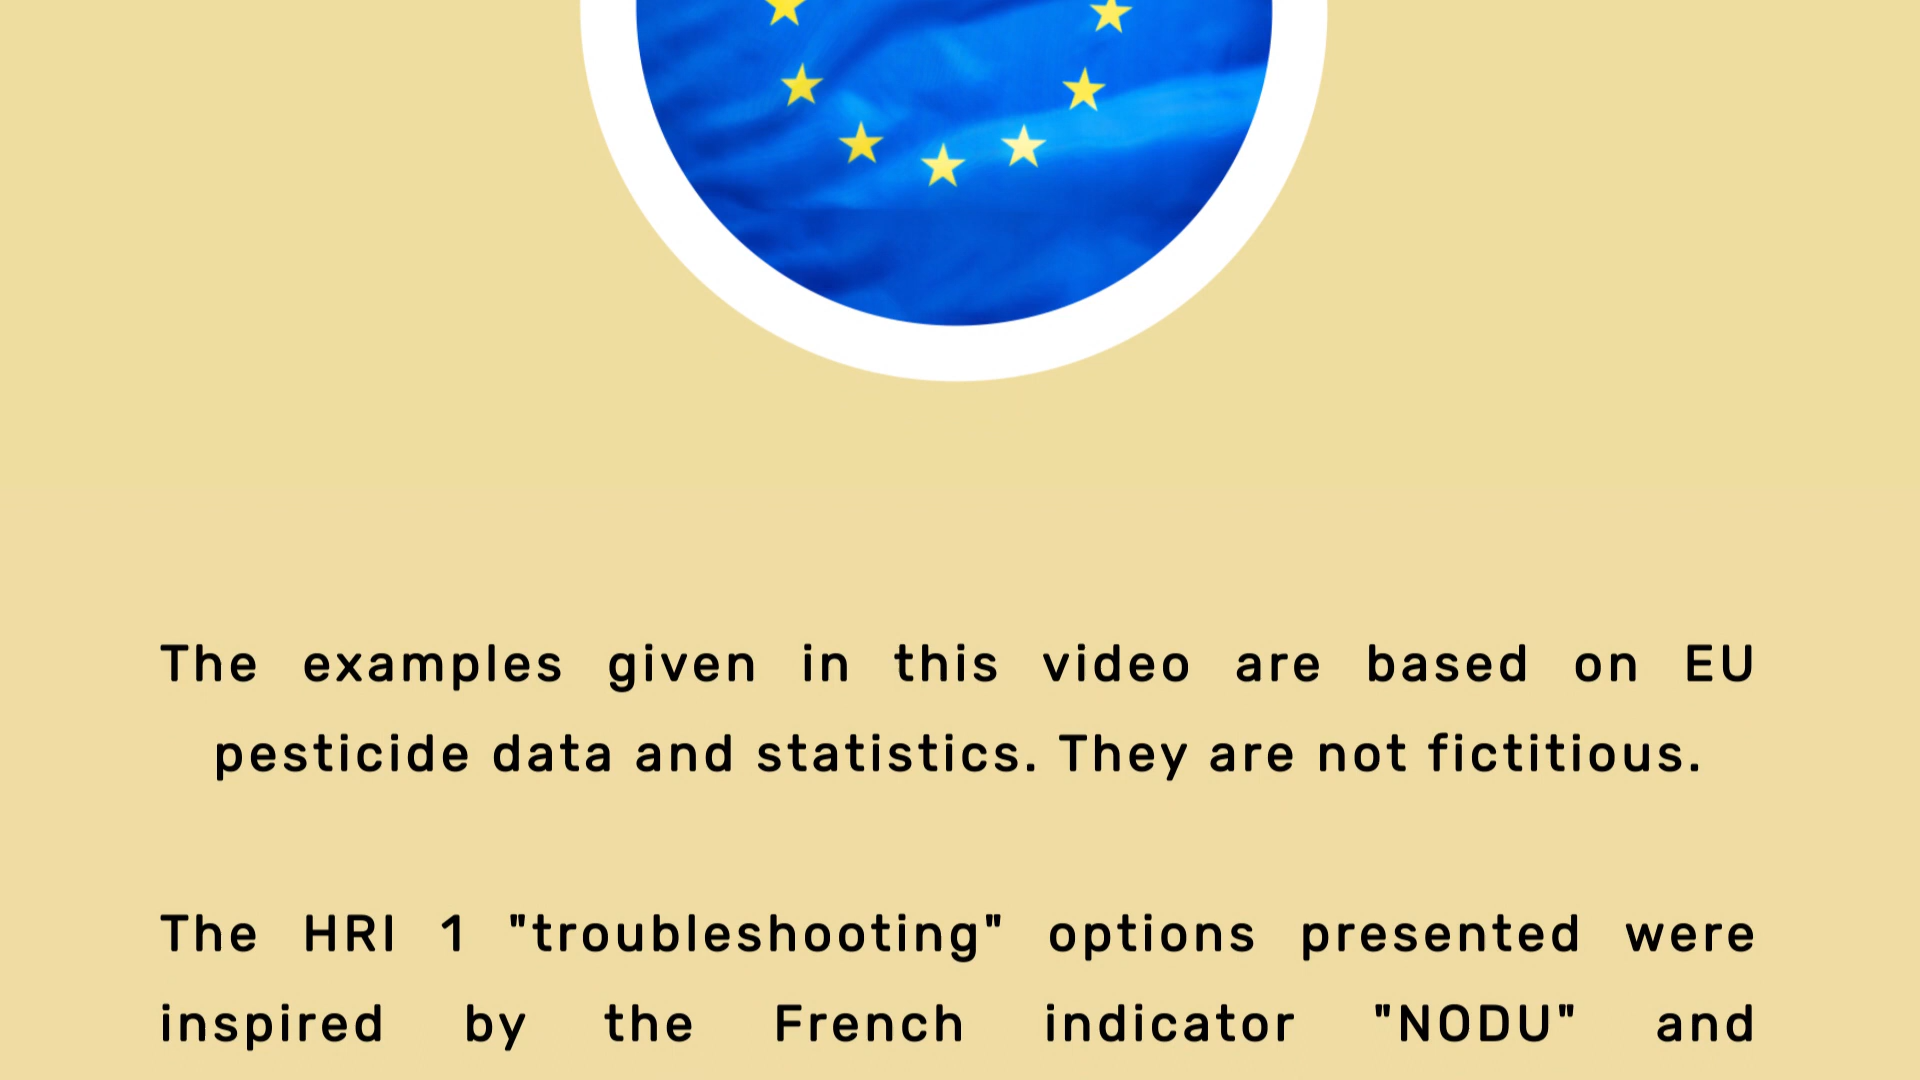 The examples given in this video are based on EU
pesticide data and statistics. They are not fictitious.
The HRI 1 "troubleshooting" options presented were
inspired by the French indicator "NODU" and